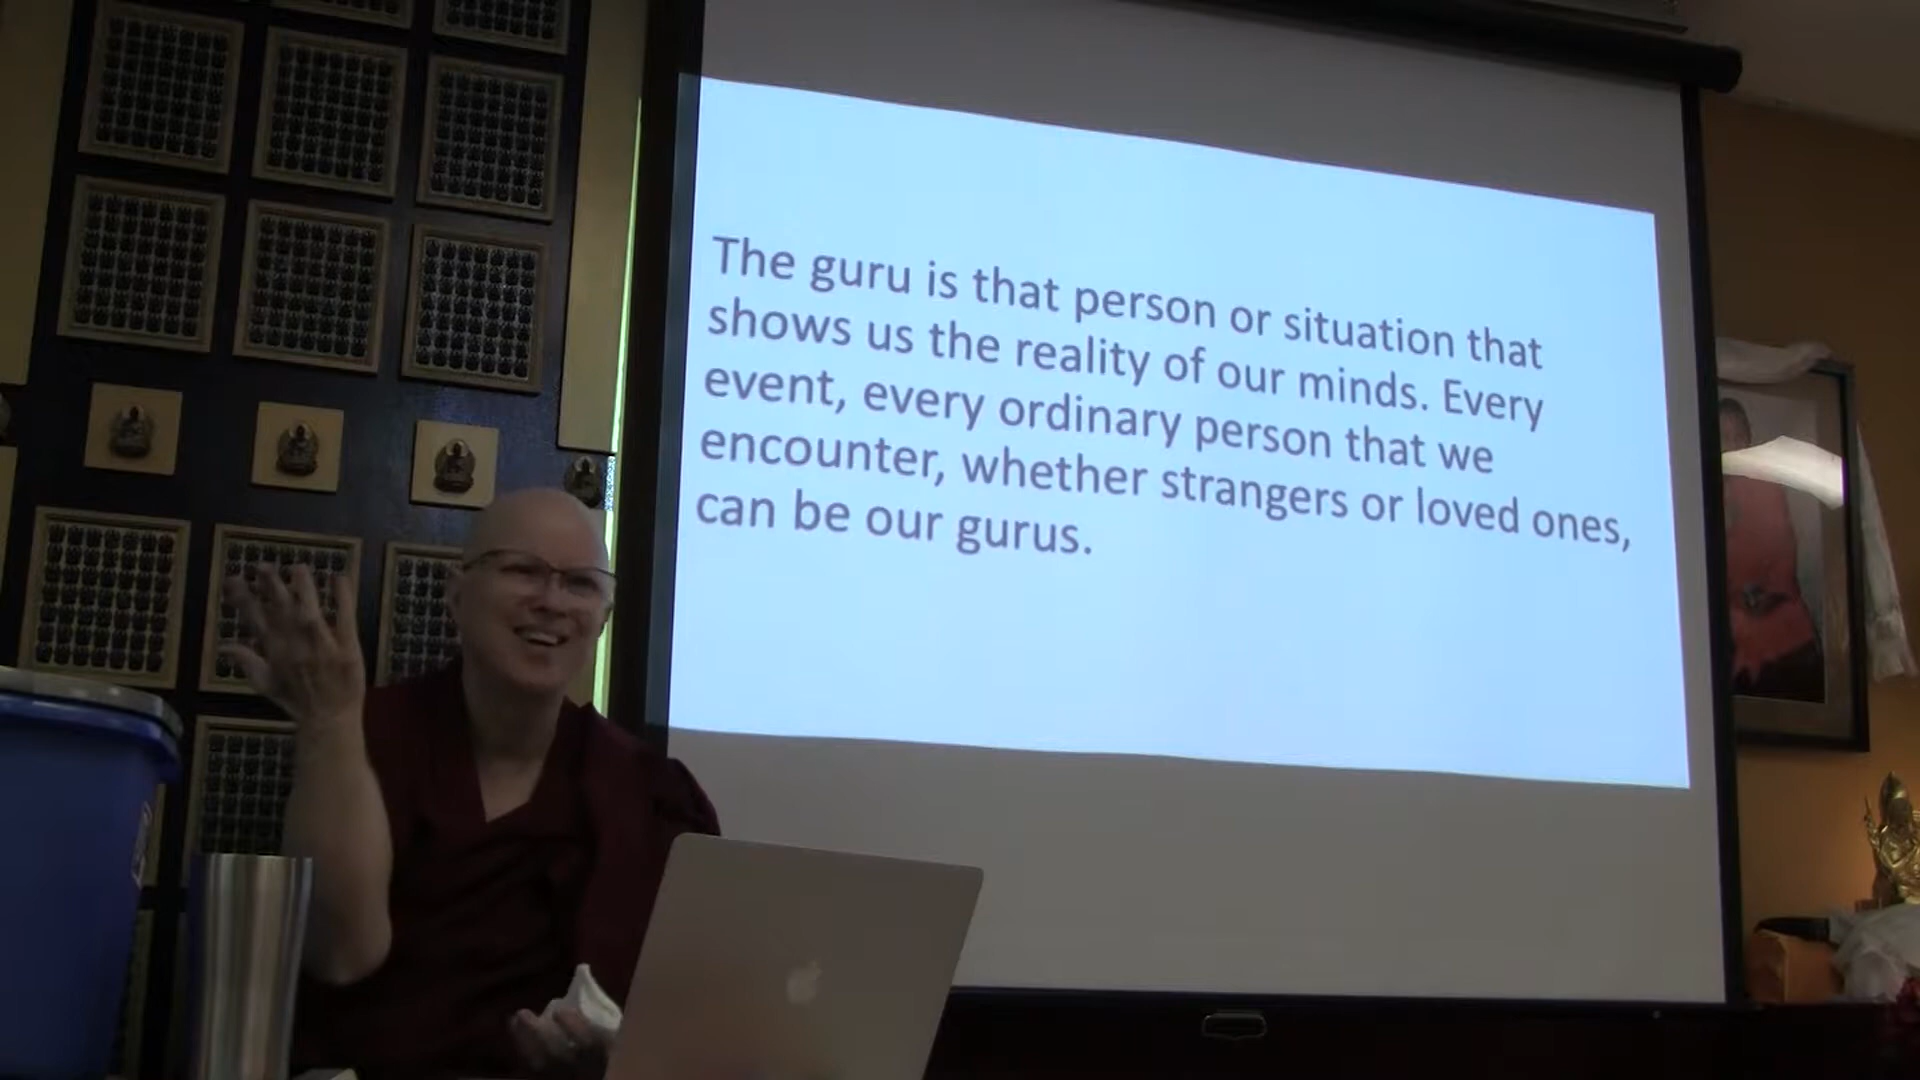 The guru is that person or situation that
shows us the reality of our minds. Every
event, every ordinary person that we
encounter, whether strangers or loved ones,
can be our gurus.